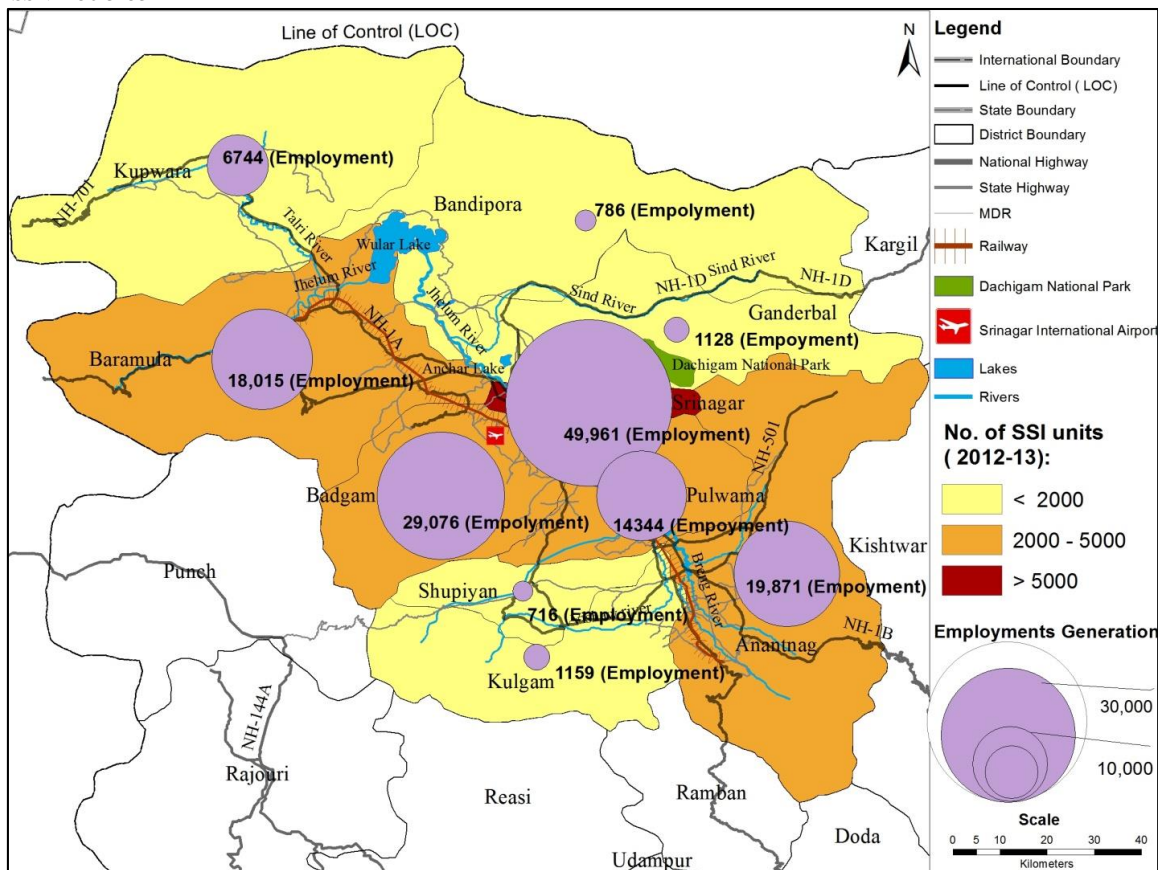 Line of Control (LOC)
N
6744 (Employment)
Kupwara
NH-701
Talri River
Bandipora
786 (Empolyment)
Kargil
Wular Lake
Jhelum River
NH-1D
Sind River
NH-1D
Sind River
NH-1D
Jhelum River
NH-1A
Ganderbal
1128 (Empoyment)
Baramula
18,015 (Employment)
Anchar Lake
Dachigam National Park
Srinagar
49,961 (Employment)
NH-501
Badgam
29,076 (Empolyment)
Pulwama
14344 (Empoyment)
Kishtwar
19,871 (Empoyment)
Punch
Shupiyan
716 (Employment)
River
Breng River
Anantnag
NH-1B
1159 (Employment)
Kulgam
NH-144A
Rajouri
Reasi
Ramban
Doda
Udampur
Legend
International Boundary
Line of Control ( LOC)
State Boundary
District Boundary
National Highway
State Highway
MDR
Railway
Dachigam National Park
Srinagar International Airport
Lakes
Rivers
No. of SSI units
( 2012-13):
< 2000
2000 - 5000
> 5000
Employments Generation
30,000
10,000
Scale
0 5 10 20 30 40
Kilometers